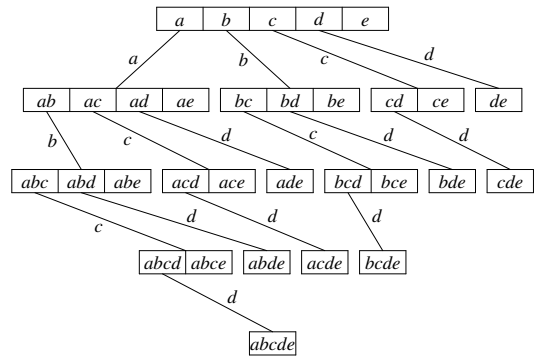 a b c d e
a b c d
ab ac ad ae bc bd be cd ce de
b c d c d d
abc abd abe acd ace ade bcd bce bde cde
c d d d
abcd abce abde acde bcde
d
abcde